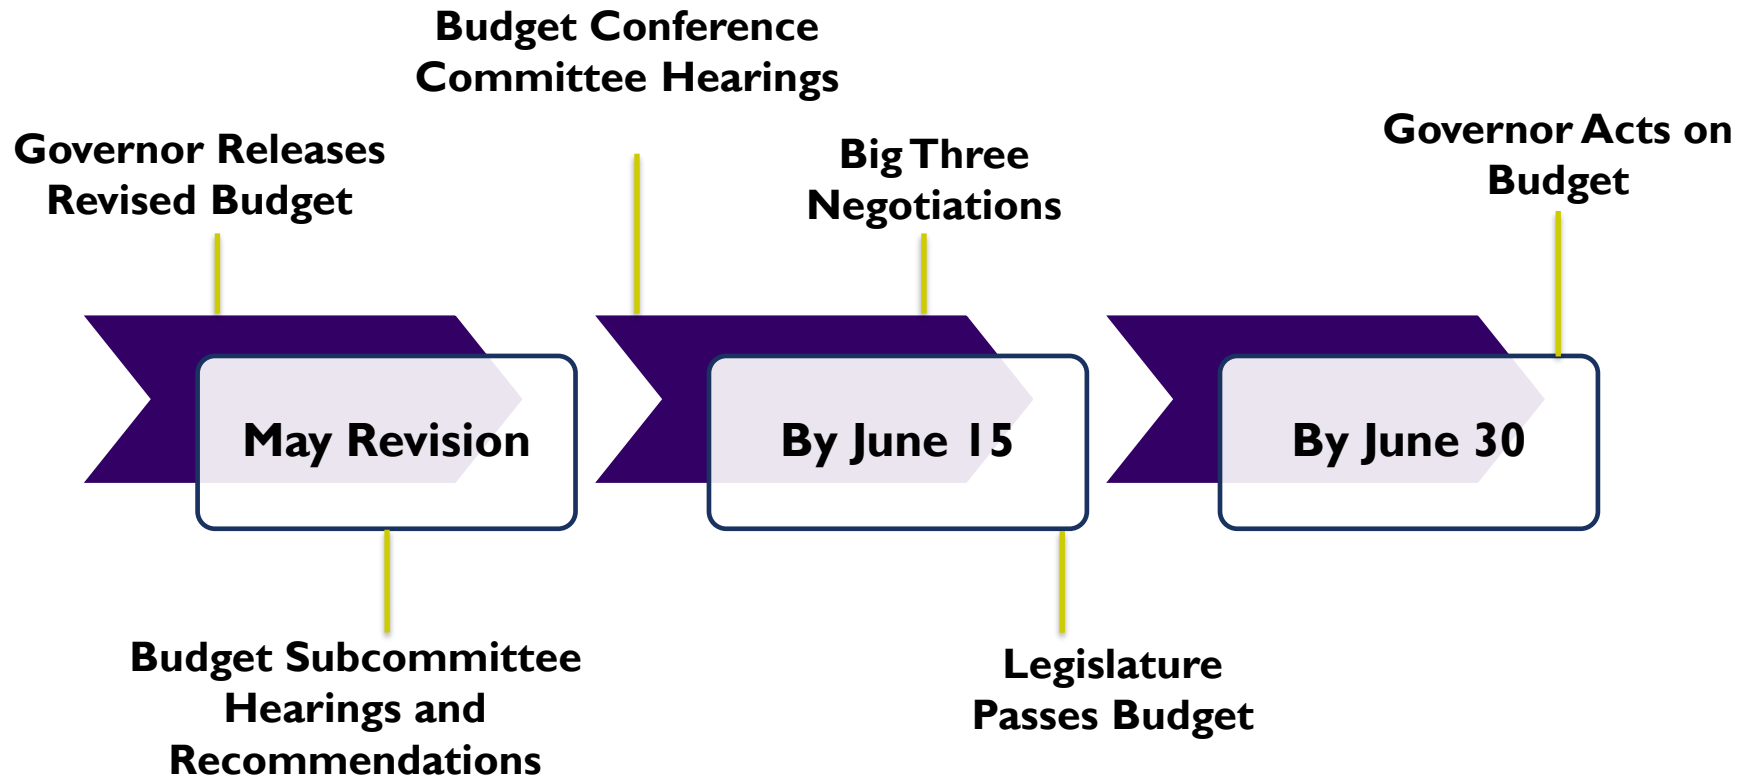 Budget Conference
Committee Hearings
Governor Releases
Revised Budget
Big Three
Negotiations
Governor Acts on
Budget
May Revision
By June 15
By June 30
Budget Subcommittee
Hearings and
Recommendations
Legislature
Passes Budget